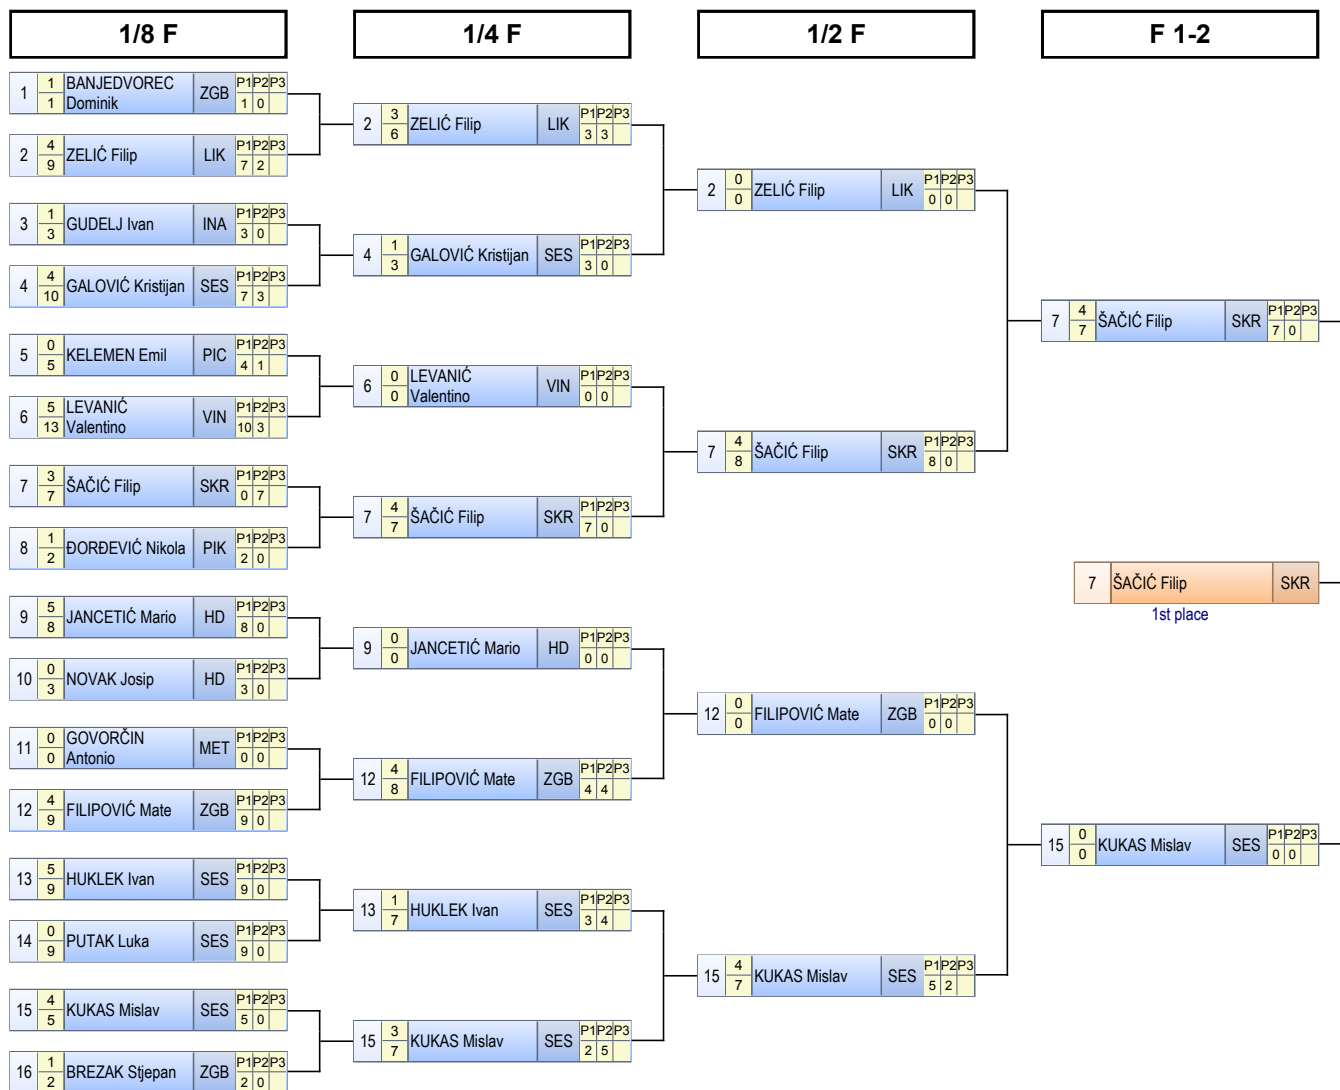 1/8 F
1/4 F
1/2 F
F 1-2
1 1 1 BANJEDVOREC Dominik ZGB P1 P2 P3 1 0
2 4 9 ZELIĆ Filip LIK P1 P2 P3 7 2
3 1 3 GUDELJ Ivan INA P1 P2 P3 3 0
4 4 10 GALOVIĆ Kristijan SES P1 P2 P3 7 3
5 0 5 KELEMEN Emil PIC P1 P2 P3 4 1
6 5 13 LEVANIĆ Valentino VIN P1 P2 P3 10 3
7 3 7 ŠAČIĆ Filip SKR P1 P2 P3 0 7
8 1 2 ĐORĐEVIĆ Nikola PIK P1 P2 P3 2 0
9 5 8 JANCETIĆ Mario HD P1 P2 P3 8 0
10 0 3 NOVAK Josip HD P1 P2 P3 3 0
11 0 0 GOVORČIN Antonio MET P1 P2 P3 0 0
12 4 9 FILIPOVIĆ Mate ZGB P1 P2 P3 9 0
13 5 9 HUKLEK Ivan SES P1 P2 P3 9 0
14 0 9 PUTAK Luka SES P1 P2 P3 9 0
15 4 5 KUKAS Mislav SES P1 P2 P3 5 0
16 1 2 BREZAK Stjepan ZGB P1 P2 P3 2 0
2 3 6 ZELIĆ Filip LIK P1 P2 P3 3 3
4 1 3 GALOVIĆ Kristijan SES P1 P2 P3 3 0
6 0 0 LEVANIĆ Valentino VIN P1 P2 P3 0 0
7 4 7 ŠAČIĆ Filip SKR P1 P2 P3 7 0
9 0 0 JANCETIĆ Mario HD P1 P2 P3 0 0
12 4 8 FILIPOVIĆ Mate ZGB P1 P2 P3 4 4
13 1 7 HUKLEK Ivan SES P1 P2 P3 3 4
15 3 7 KUKAS Mislav SES P1 P2 P3 2 5
2 0 0 ZELIĆ Filip LIK P1 P2 P3 0 0
7 4 8 ŠAČIĆ Filip SKR P1 P2 P3 8 0
12 0 0 FILIPOVIĆ Mate ZGB P1 P2 P3 0 0
15 4 7 KUKAS Mislav SES P1 P2 P3 5 2
7 4 7 ŠAČIĆ Filip SKR P1 P2 P3 7 0
7 ŠAČIĆ Filip SKR
1st place
15 0 0 KUKAS Mislav SES P1 P2 P3 0 0